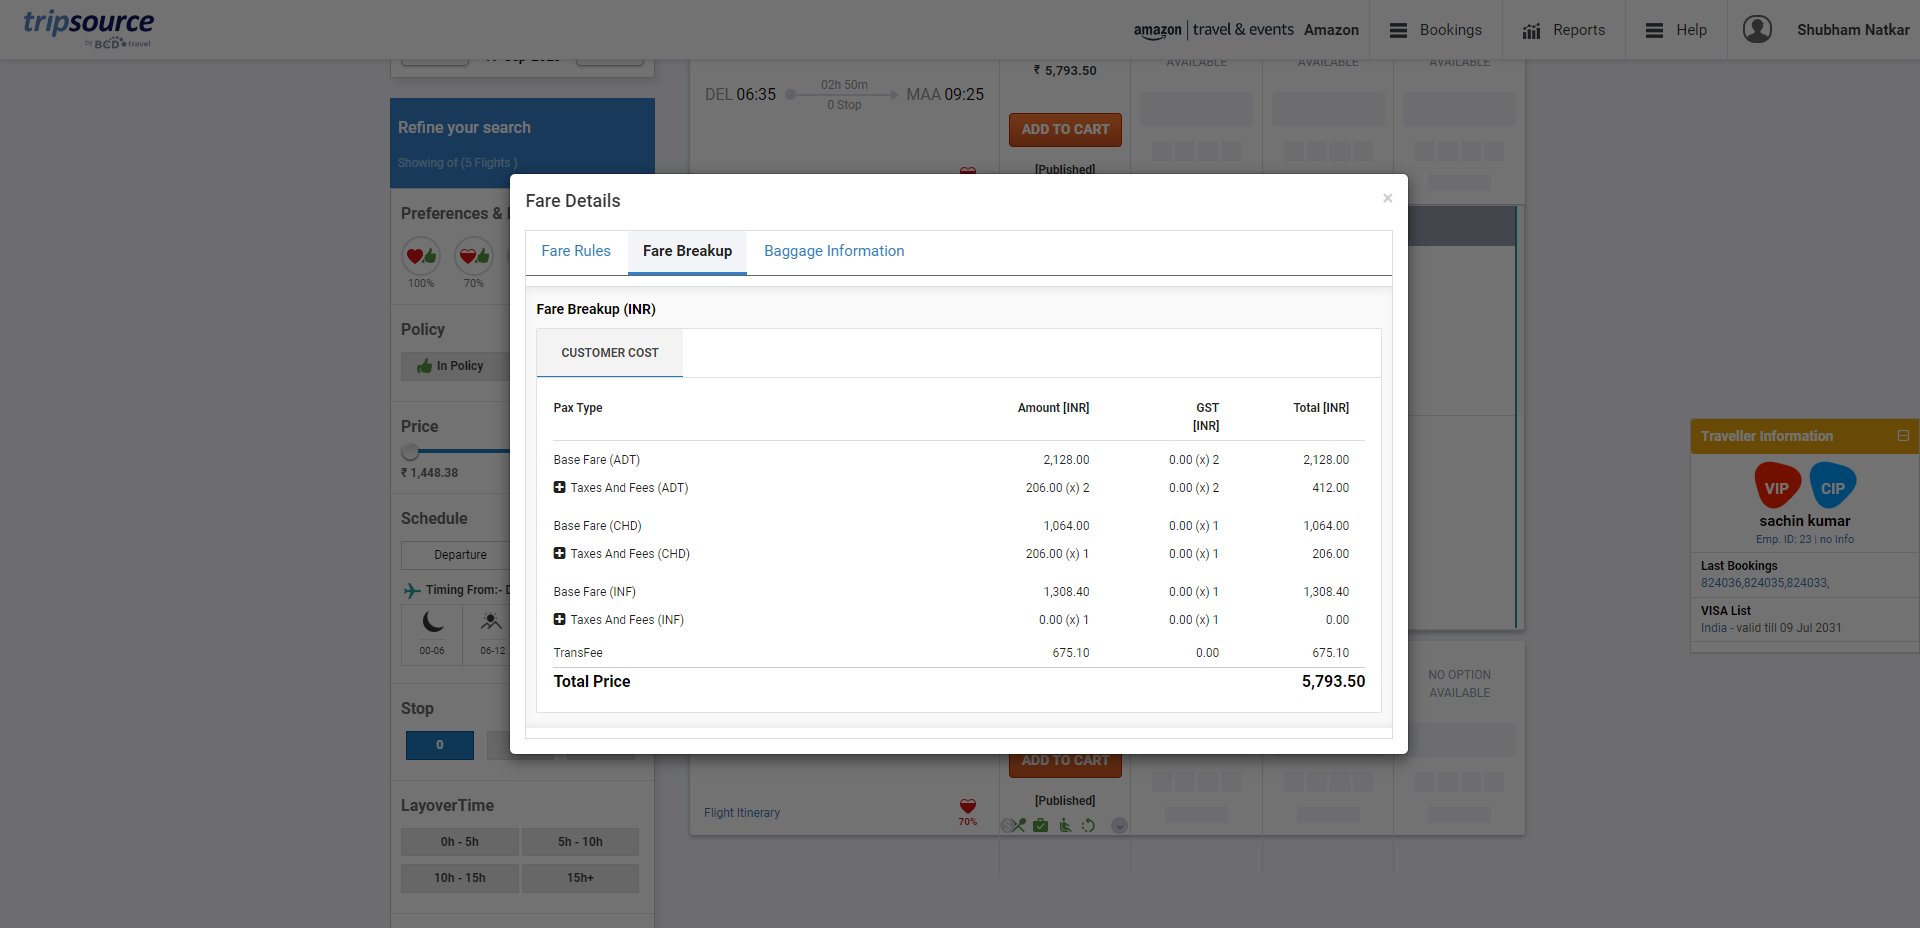 tripsource
by BCD travel
amazon travel & events Amazon
Bookings
Reports
Help
Shubham Natkar
Refine your search
Showing of (5 Flights )
Preferences &
100%
70%
Policy
In Policy
Price
₹ 1,448.38
Schedule
Departure
Timing From:- D
00-06
06-12
Stop
0
LayoverTime
0h - 5h
5h - 10h
10h - 15h
15h+
₹ 5,793.50
AVAILABLE
AVAILABLE
AVAILABLE
DEL 06:35
02h 50m
0 Stop
MAA 09:25
ADD TO CART
[Published]
Fare Details
×
Fare Rules
Fare Breakup
Baggage Information
Fare Breakup (INR)
CUSTOMER COST
Pax Type Amount [INR] GST [INR] Total [INR]
Base Fare (ADT) 2,128.00 0.00 (x) 2 2,128.00
Taxes And Fees (ADT) 206.00 (x) 2 0.00 (x) 2 412.00
Base Fare (CHD) 1,064.00 0.00 (x) 1 1,064.00
Taxes And Fees (CHD) 206.00 (x) 1 0.00 (x) 1 206.00
Base Fare (INF) 1,308.40 0.00 (x) 1 1,308.40
Taxes And Fees (INF) 0.00 (x) 1 0.00 (x) 1 0.00
TransFee 675.10 0.00 675.10
Total Price 5,793.50
NO OPTION
AVAILABLE
ADD TO CART
[Published]
Flight Itinerary
70%
Traveller Information
VIP
CIP
sachin kumar
Emp. ID: 23 | no Info
Last Bookings
824036,824035,824033,
VISA List
India - valid till 09 Jul 2031